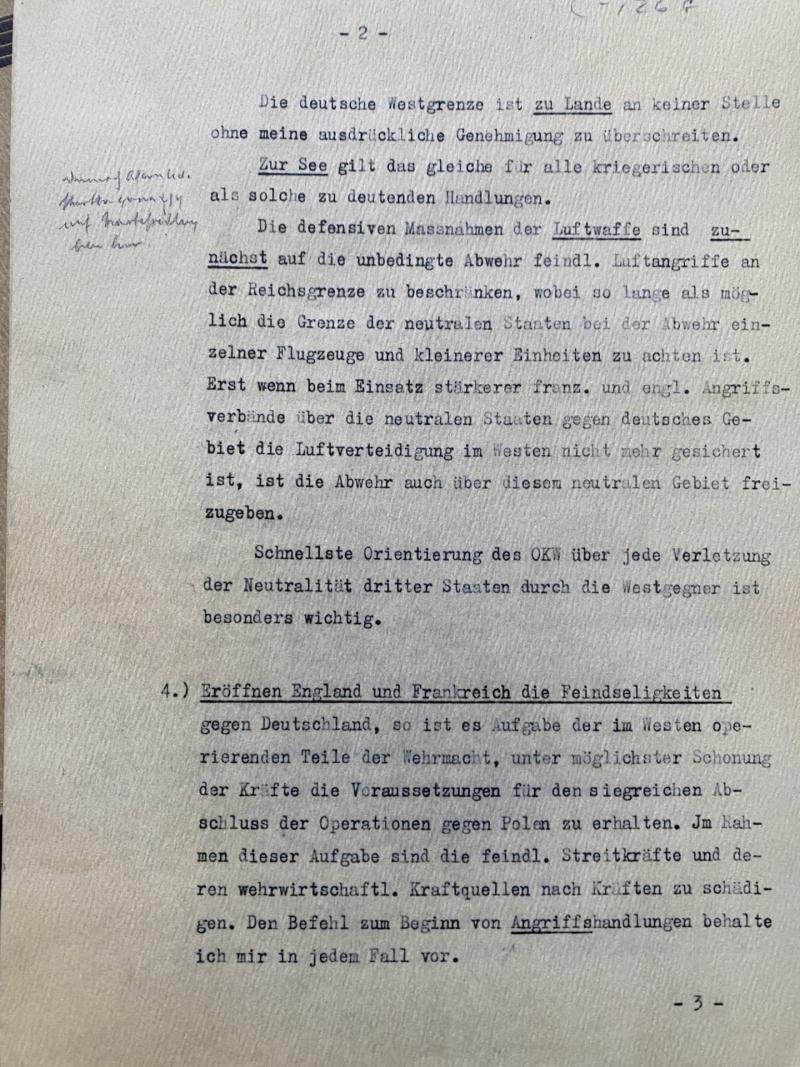 - 2 -
Die deutsche Westgrenze ist zu Lande an keiner Stelle
ohne meine ausdrückliche Genehmigung zu überschreiten.
Zur See gilt das gleiche für alle kriegerischen oder
als solche zu deutenden Handlungen.
Die defensiven Massnahmen der Luftwaffe sind zu-
nächst auf die unbedingte Abwehr feindl. Luftangriffe an
der Reichsgrenze zu beschränken, wobei so lange als mög-
lich die Grenze der neutralen Staaten bei der Abwehr ein-
zelner Flugzeuge und kleinerer Einheiten zu achten ist.
Erst wenn beim Einsatz stärkerer franz. und engl. Angriffs-
verbände über die neutralen Staaten gegen deutsches Ge-
biet die Luftverteidigung im Westen nicht mehr gesichert
ist, ist die Abwehr auch über diesem neutralen Gebiet frei-
zugeben.
Schnellste Orientierung des OKW über jede Verletzung
der Neutralität dritter Staaten durch die Westgegner ist
besonders wichtig.
4.) Eröffnen England und Frankreich die Feindseligkeiten
gegen Deutschland, so ist es Aufgabe der im Westen ope-
rierenden Teile der Wehrmacht, unter möglichster Schonung
der Kräfte die Voraussetzungen für den siegreichen Ab-
schluss der Operationen gegen Polen zu erhalten. Jm Rah-
men dieser Aufgabe sind die feindl. Streitkräfte und de-
ren wehrwirtschaftl. Kraftquellen nach Kräften zu schädi-
gen. Den Befehl zum Beginn von Angriffshandlungen behalte
ich mir in jedem Fall vor.
- 3 -